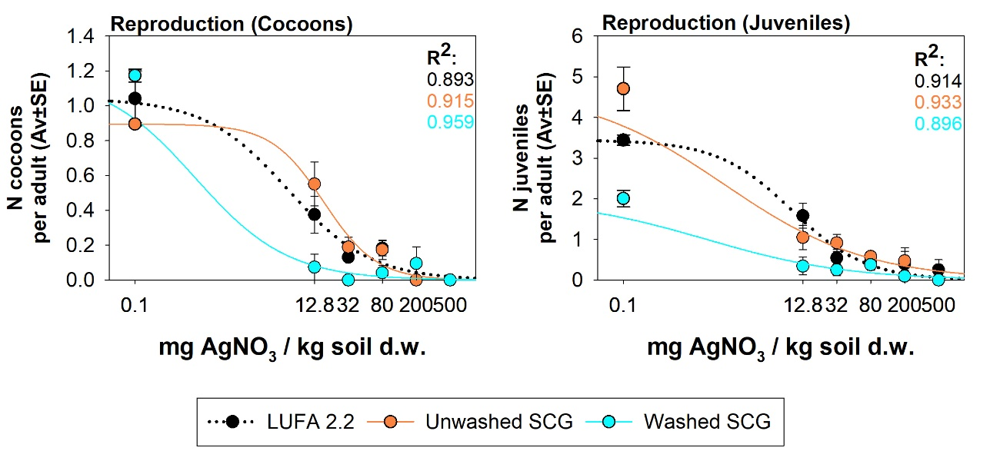 Reproduction (Cocoons)
N cocoons
per adult (Av±SE)
1.4
1.2
1.0
0.8
0.6
0.4
0.2
0.0
R2:
0.893
0.915
0.959
0.1 12.8 32 80 200 500
mg AgNO3 / kg soil d.w.
Reproduction (Juveniles)
N juveniles
per adult (Av±SE)
6
5
4
3
2
1
0
R2:
0.914
0.933
0.896
0.1 12.8 32 80 200 500
mg AgNO3 / kg soil d.w.
LUFA 2.2 Unwashed SCG Washed SCG